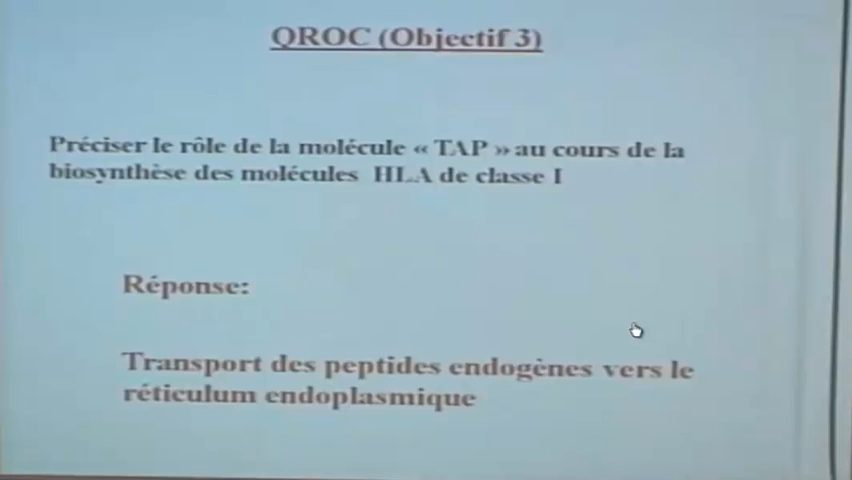 QROC (Objectif 3)
Préciser le rôle de la molécule « TAP » au cours de la
biosynthèse des molécules HLA de classe I
Réponse:
Transport des peptides endogènes vers le
réticulum endoplasmique